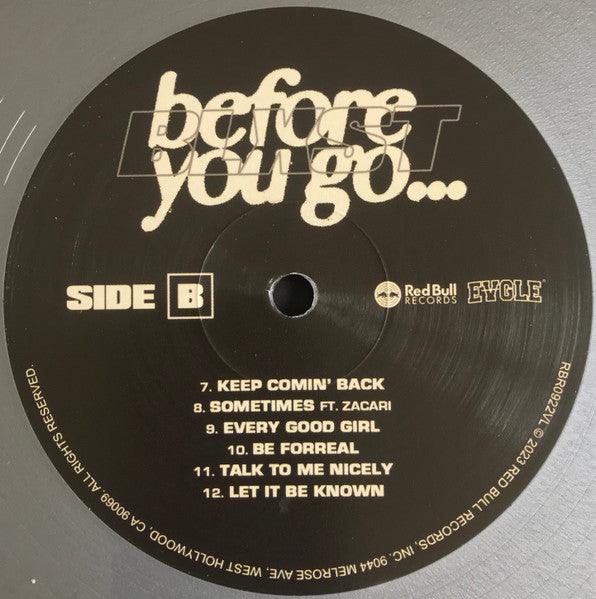 before
BLXST
you go...
SIDE B
Red Bull
RECORDS
EVGLE
7. KEEP COMIN' BACK
8. SOMETIMES FT. ZACARI
9. EVERY GOOD GIRL
10. BE FORREAL
11. TALK TO ME NICELY
12. LET IT BE KNOWN
RBR0922VL © 2023 RED BULL RECORDS, INC. 9044 MELROSE AVE, WEST HOLLYWOOD, CA 90069 ALL RIGHTS RESERVED.